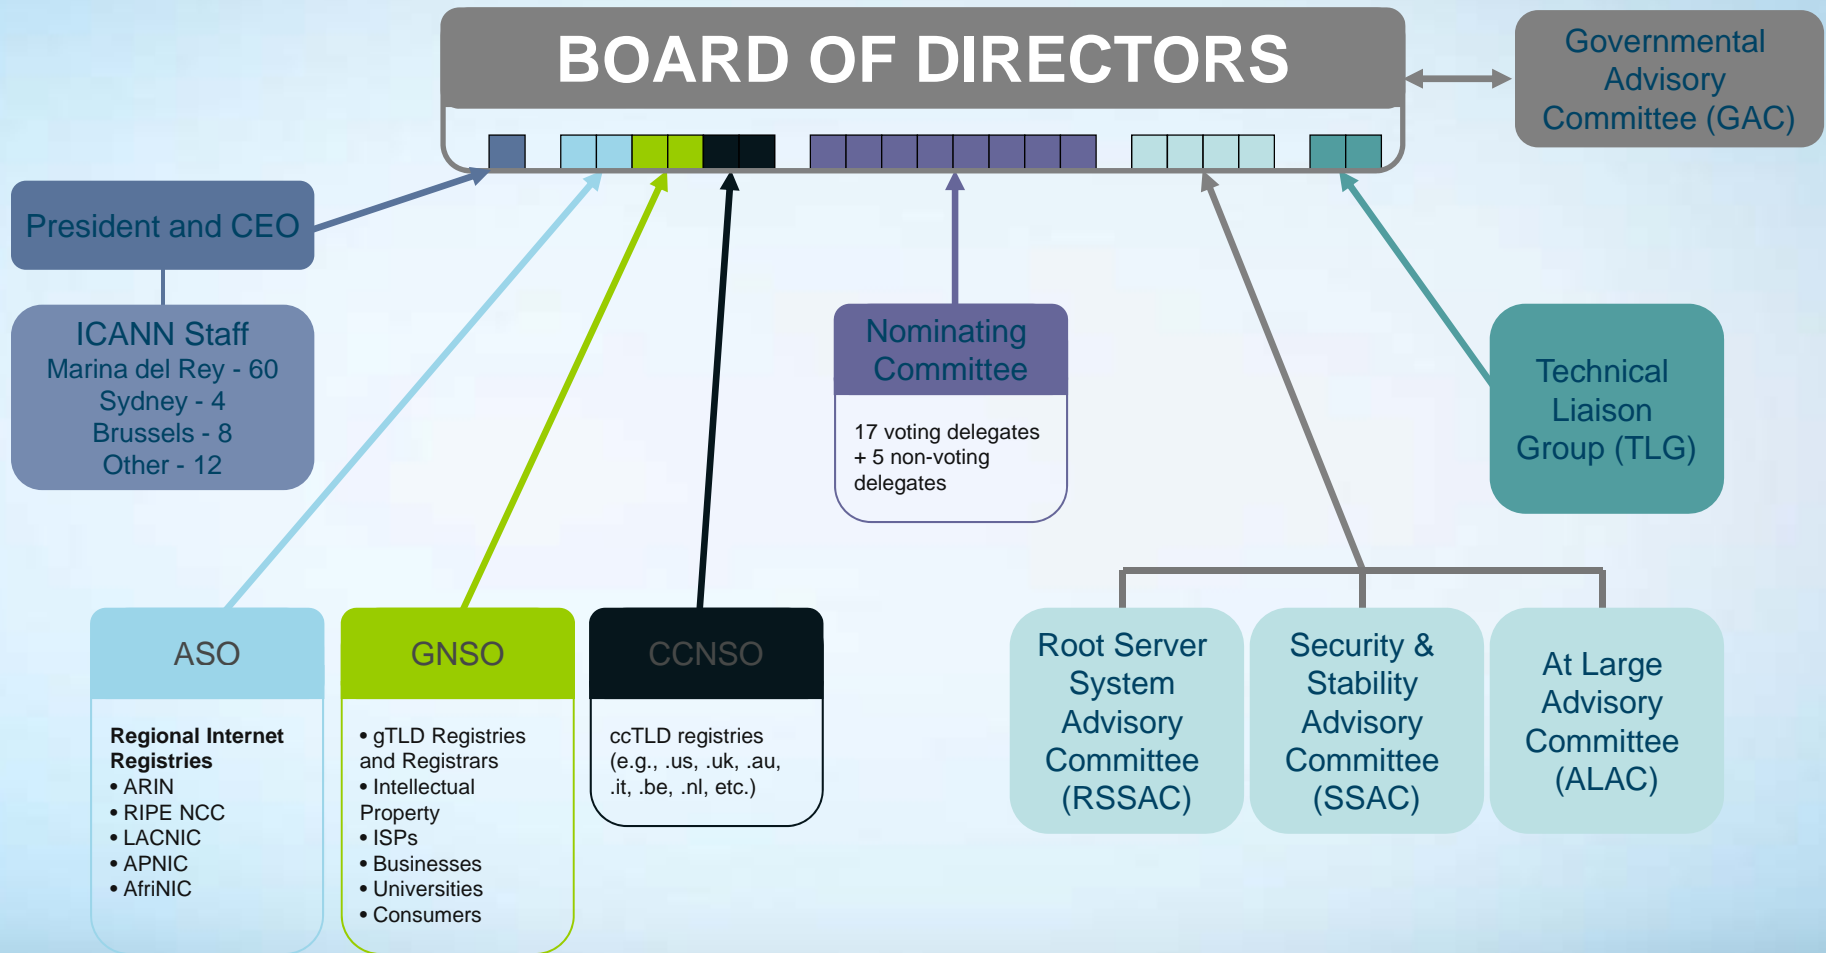 BOARD OF DIRECTORS
Governmental
Advisory
Committee (GAC)
President and CEO
ICANN Staff
Marina del Rey - 60
Sydney - 4
Brussels - 8
Other - 12
Nominating
Committee
17 voting delegates
+ 5 non-voting
delegates
Technical
Liaison
Group (TLG)
ASO
Regional Internet
Registries
• ARIN
• RIPE NCC
• LACNIC
• APNIC
• AfriNIC
GNSO
• gTLD Registries
and Registrars
• Intellectual
Property
• ISPs
• Businesses
• Universities
• Consumers
CCNSO
ccTLD registries
(e.g., .us, .uk, .au,
.it, .be, .nl, etc.)
Root Server
System
Advisory
Committee
(RSSAC)
Security &
Stability
Advisory
Committee
(SSAC)
At Large
Advisory
Committee
(ALAC)